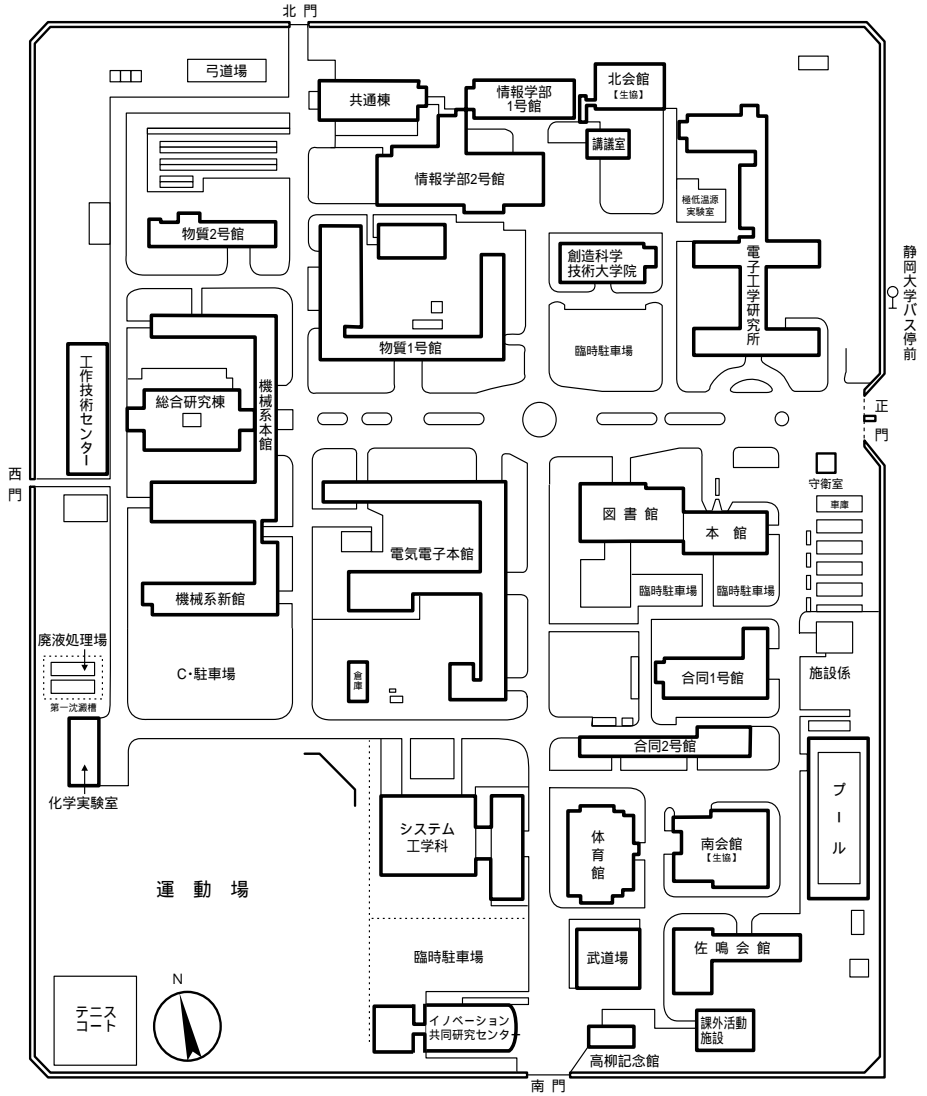 北 門
弓道場
共通棟
情報学部
1号館
北会館
【生協】
講議室
情報学部2号館
極低温源
実験室
物質2号館
創造科学
技術大学院
電子工学研究所
静岡大学バス停前
物質1号館
臨時駐車場
工作技術センター
総合研究棟
機械系本館
正
門
西
門
守衛室
車庫
図 書 館
本 館
電気電子本館
臨時駐車場
臨時駐車場
機械系新館
廃液処理場
C・駐車場
倉庫
合同1号館
施設係
第一沈澱槽
合同2号館
化学実験室
プール
システム
工学科
体育館
南会館
【生協】
運 動 場
臨時駐車場
武道場
佐 鳴 会 館
N
テニス
コート
イノベーション
共同研究センター
課外活動
施設
高柳記念館
南 門